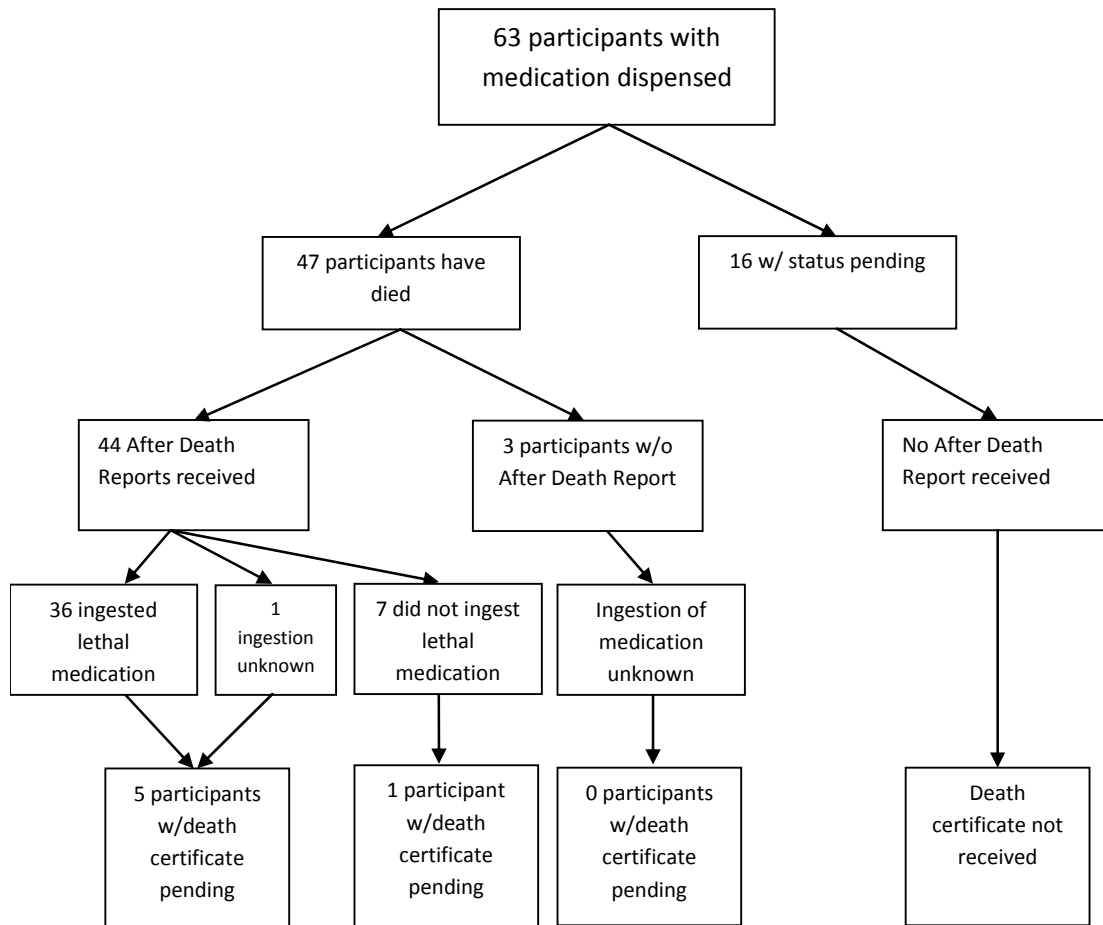 63 participants with
medication dispensed
47 participants have
died
16 w/ status pending
44 After Death
Reports received
3 participants w/o
After Death Report
No After Death
Report received
36 ingested
lethal
medication
1
ingestion
unknown
7 did not ingest
lethal
medication
Ingestion of
medication
unknown
5 participants
w/death
certificate
pending
1 participant
w/death
certificate
pending
0 participants
w/death
certificate
pending
Death
certificate not
received